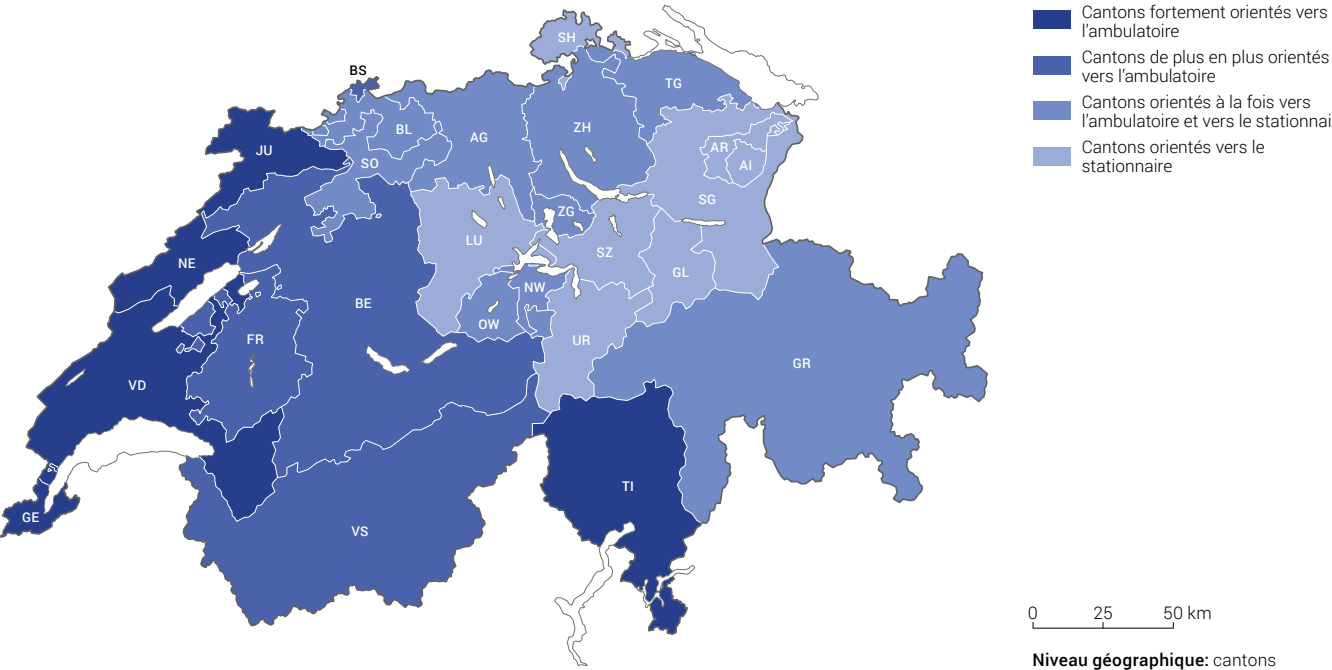 Cantons fortement orientés vers
l'ambulatoire
Cantons de plus en plus orientés
vers l'ambulatoire
Cantons orientés à la fois vers
l'ambulatoire et vers le stationnai
Cantons orientés vers le
stationnaire
SH
BS
TG
BL
AG
ZH
JU
SO
AR
AI
SG
ZG
LU
SZ
NE
GL
NW
BE
OW
FR
UR
GR
VD
TI
GE
VS
0 25 50 km
Niveau géographique: cantons